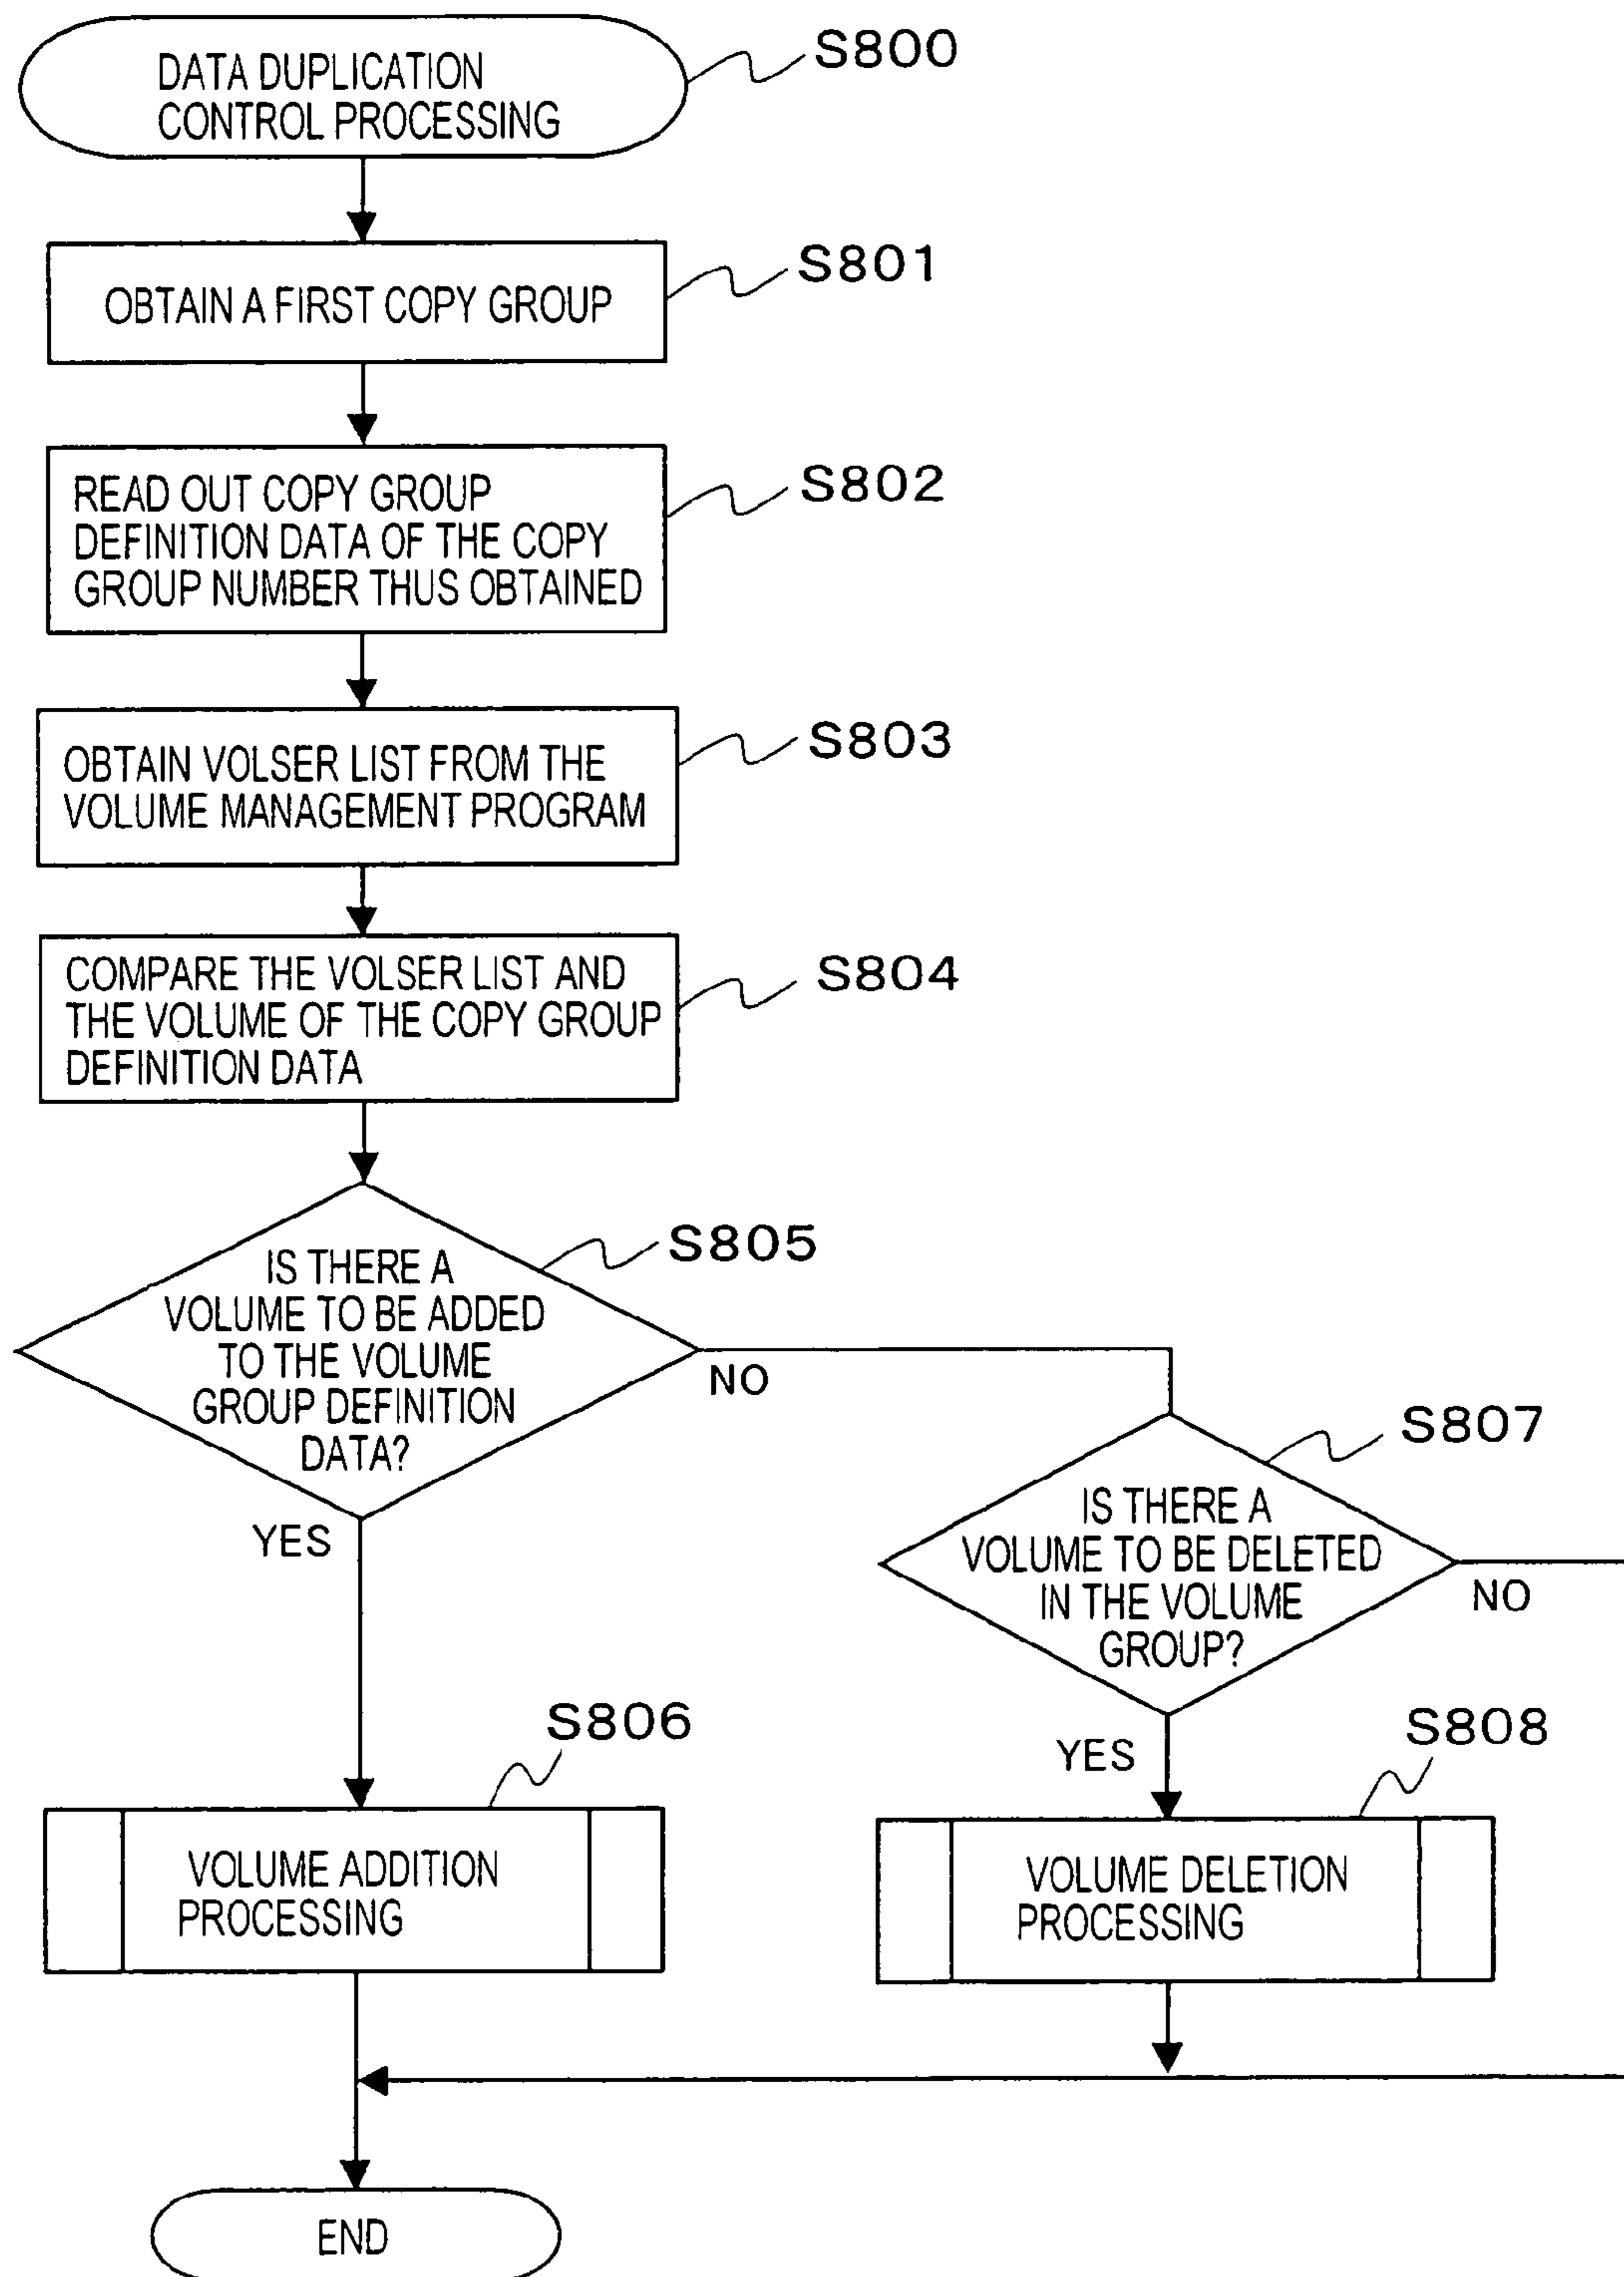 DATA DUPLICATION
CONTROL PROCESSING
S800
OBTAIN A FIRST COPY GROUP
S801
READ OUT COPY GROUP
DEFINITION DATA OF THE COPY
GROUP NUMBER THUS OBTAINED
S802
OBTAIN VOLSER LIST FROM THE
VOLUME MANAGEMENT PROGRAM
S803
COMPARE THE VOLSER LIST AND
THE VOLUME OF THE COPY GROUP
DEFINITION DATA
S804
IS THERE A
VOLUME TO BE ADDED
TO THE VOLUME
GROUP DEFINITION
DATA?
S805
NO
YES
IS THERE A
VOLUME TO BE DELETED
IN THE VOLUME
GROUP?
S807
NO
YES
VOLUME ADDITION
PROCESSING
S806
VOLUME DELETION
PROCESSING
S808
END